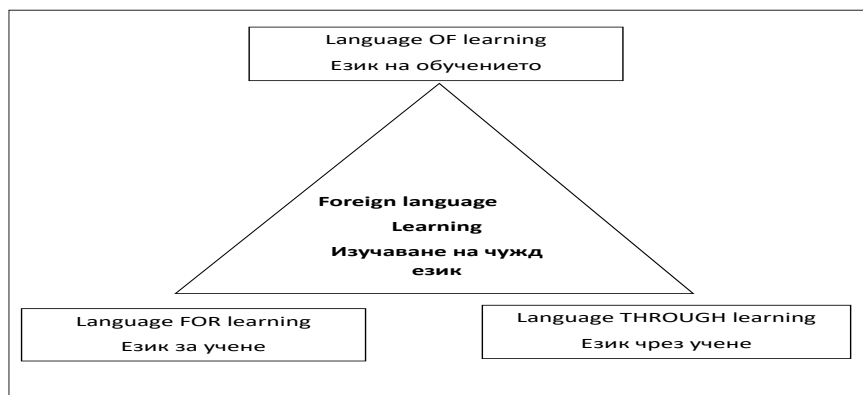 Language OF learning
Език на обучението
Foreign language
Learning
Изучаване на чужд
език
Language FOR learning
Език за учене
Language THROUGH learning
Език чрез учене